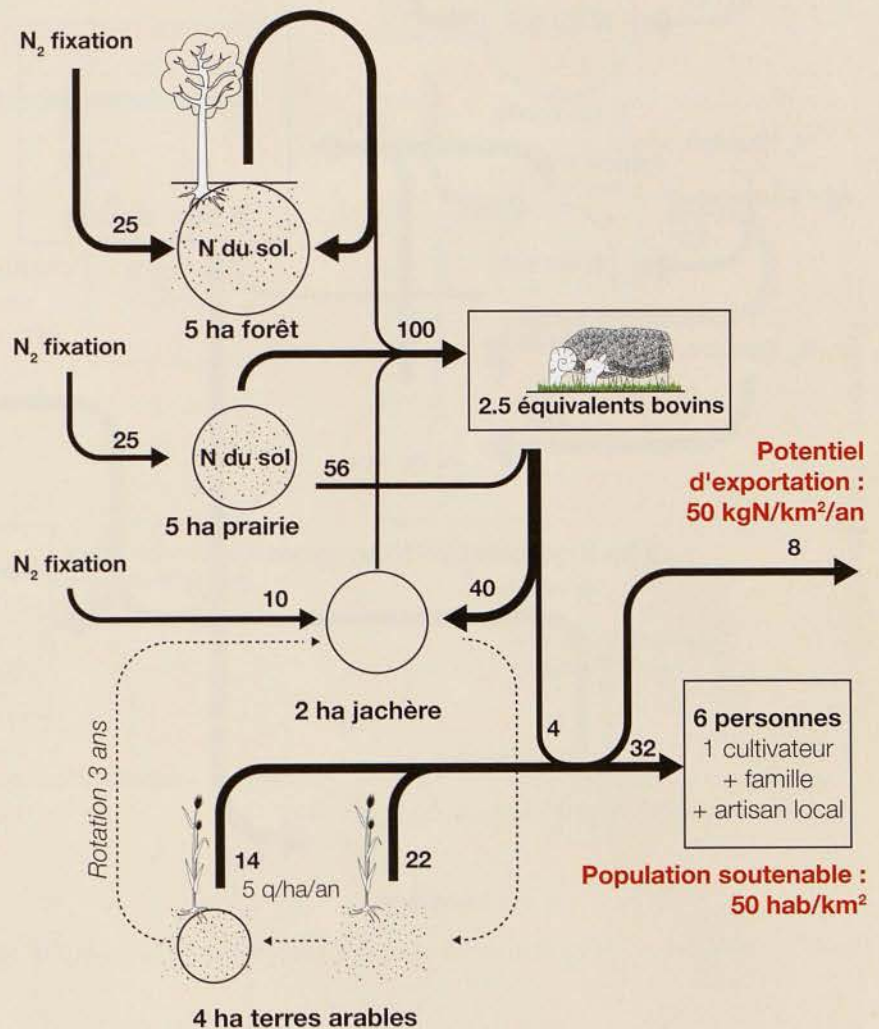 N₂ fixation
25
N du sol
5 ha forêt
N₂ fixation
100
2.5 équivalents bovins
25
N du sol
56
5 ha prairie
Potentiel
d'exportation :
50 kgN/km²/an
8
N₂ fixation
10
40
2 ha jachère
Rotation 3 ans
4
32
6 personnes
1 cultivateur
+ famille
+ artisan local
14
5 q/ha/an
22
Population soutenable :
50 hab/km²
4 ha terres arables